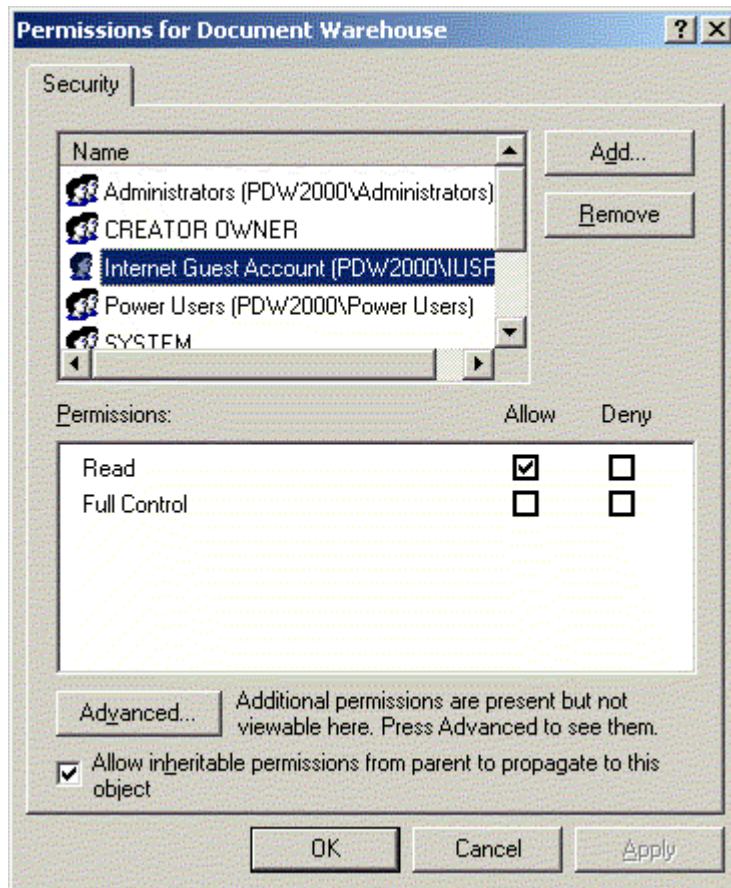 Permissions for Document Warehouse
Security
Name
Add...
Administrators (PDW2000\Administrators)
Remove
CREATOR OWNER
Internet Guest Account (PDW2000\IUSR
Power Users (PDW2000\Power Users)
SYSTEM
Permissions: Allow Deny
Read
Full Control
Advanced...
Additional permissions are present but not
viewable here. Press Advanced to see them.
Allow inheritable permissions from parent to propagate to this
object
OK Cancel Apply